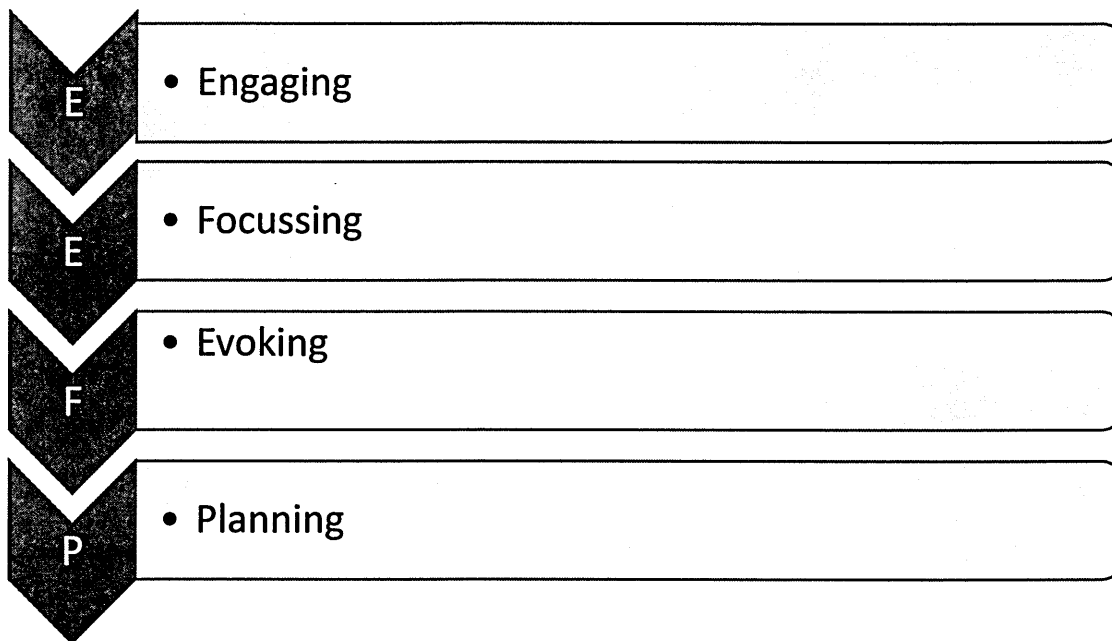 E
• Engaging
E
• Focussing
F
• Evoking
P
• Planning